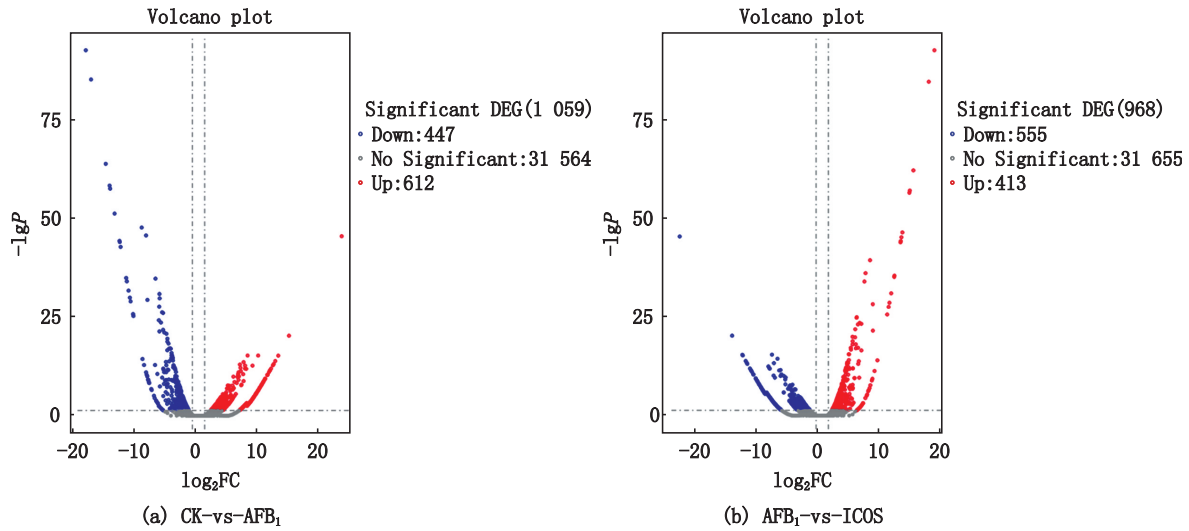 Volcano plot
75
50
25
0
-lgP
-20
-10
0
10
20
log₂FC
Significant DEG(1 059)
Down:447
No Significant:31 564
Up:612
(a) CK-vs-AFB₁
Volcano plot
75
50
25
0
-lgP
-20
-10
0
10
20
log₂FC
Significant DEG(968)
Down:555
No Significant:31 655
Up:413
(b) AFB₁-vs-ICOS